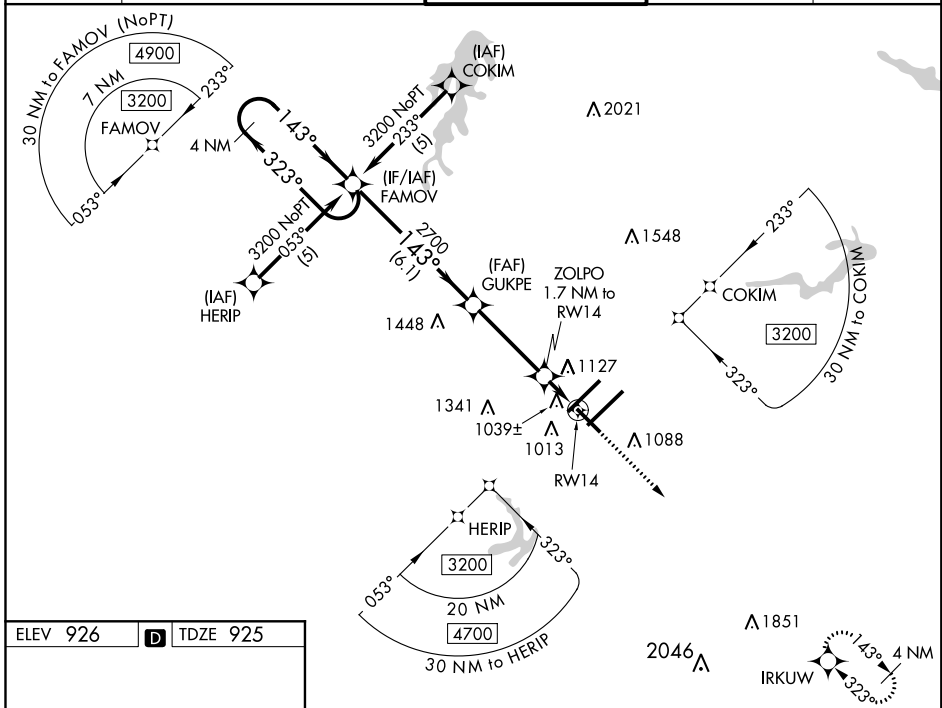 30 NM to FAMOV (NoPT)
4900
7 NM
3200
FAMOV
233°
053°
4 NM
143°
323°
(IAF)
COKIM
3200 NoPT
233°
(5)
(IF/IAF)
FAMOV
3200 NoPT
053°
(5)
(IAF)
HERIP
2700
143°
(6.1)
(FAF)
GUKPE
ZOLPO
1.7 NM to
RW14
2021
1548
1448
1127
1341
1039±
1013
1088
RW14
233°
COKIM
3200
30 NM to COKIM
323°
HERIP
3200
053°
323°
20 NM
4700
30 NM to HERIP
ELEV 926
D
TDZE 925
1851
2046
IRKUW
143°
4 NM
323°